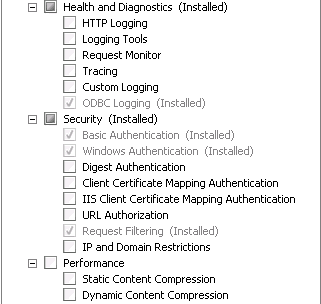 Health and Diagnostics (Installed)
HTTP Logging
Logging Tools
Request Monitor
Tracing
Custom Logging
ODBC Logging (Installed)
Security (Installed)
Basic Authentication (Installed)
Windows Authentication (Installed)
Digest Authentication
Client Certificate Mapping Authentication
IIS Client Certificate Mapping Authentication
URL Authorization
Request Filtering (Installed)
IP and Domain Restrictions
Performance
Static Content Compression
Dynamic Content Compression